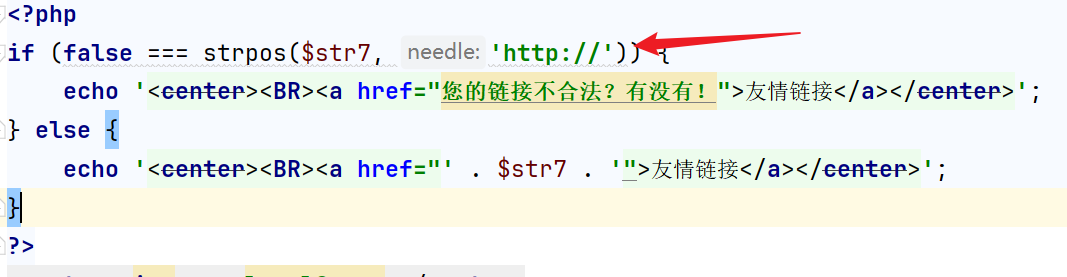 <?php
if (false === strpos($str7, needle: 'http://')) {
echo '<center><BR><a href="您的链接不合法?有没有!">友情链接</a></center>';
} else {
echo '<center><BR><a href="' . $str7 . '">友情链接</a></center>';
}
?>